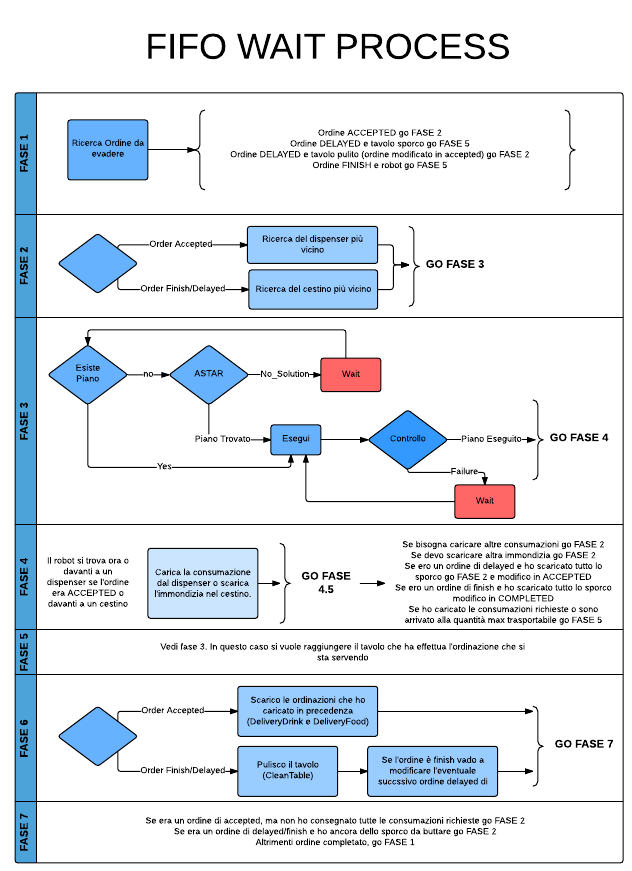 FIFO WAIT PROCESS
FASE 1
Ricerca Ordine da
evadere
Ordine ACCEPTED go FASE 2
Ordine DELAYED e tavolo sporco go FASE 5
Ordine DELAYED e tavolo pulito (ordine modificato in accepted) go FASE 2
Ordine FINISH e robot go FASE 5
FASE 2
Order Accepted
Ricerca del dispenser più
vicino
Order Finish/Delayed
Ricerca del cestino più vicino
GO FASE 3
FASE 3
Esiste
Piano
no
ASTAR
No_Solution
Wait
Piano Trovato
Esegui
Controllo
Piano Eseguito
GO FASE 4
Yes
Failure
Wait
FASE 4
Il robot si trova ora o
davanti a un
dispenser se l'ordine
era ACCEPTED o
davanti a un cestino
Carica la consumazione
dal dispenser o scarica
l'immondizia nel cestino.
GO FASE
4.5
Se bisogna caricare altre consumazioni go FASE 2
Se devo scaricare altra immondizia go FASE 2
Se ero un ordine di delayed e ho scaricato tutto lo
sporco go FASE 2 e modifico in ACCEPTED
Se ero un ordine di finish e ho scaricato tutto lo sporco
modifico in COMPLETED
Se ho caricato le consumazioni richieste o sono
arrivato alla quantità max trasportabile go FASE 5
FASE 5
Vedi fase 3. In questo caso si vuole raggiungere il tavolo che ha effettua l'ordinazione che si
sta servendo
FASE 6
Order Accepted
Scarico le ordinazioni che ho
caricato in precedenza
(DeliveryDrink e DeliveryFood)
Order Finish/Delayed
Pulisco il tavolo
(CleanTable)
Se l'ordine è finish vado a
modificare l'eventuale
succssivo ordine delayed di
GO FASE 7
FASE 7
Se era un ordine di accepted, ma non ho consegnato tutte le consumazioni richieste go FASE 2
Se era un ordine di delayed/finish e ho ancora dello sporco da buttare go FASE 2
Altrimenti ordine completato, go FASE 1